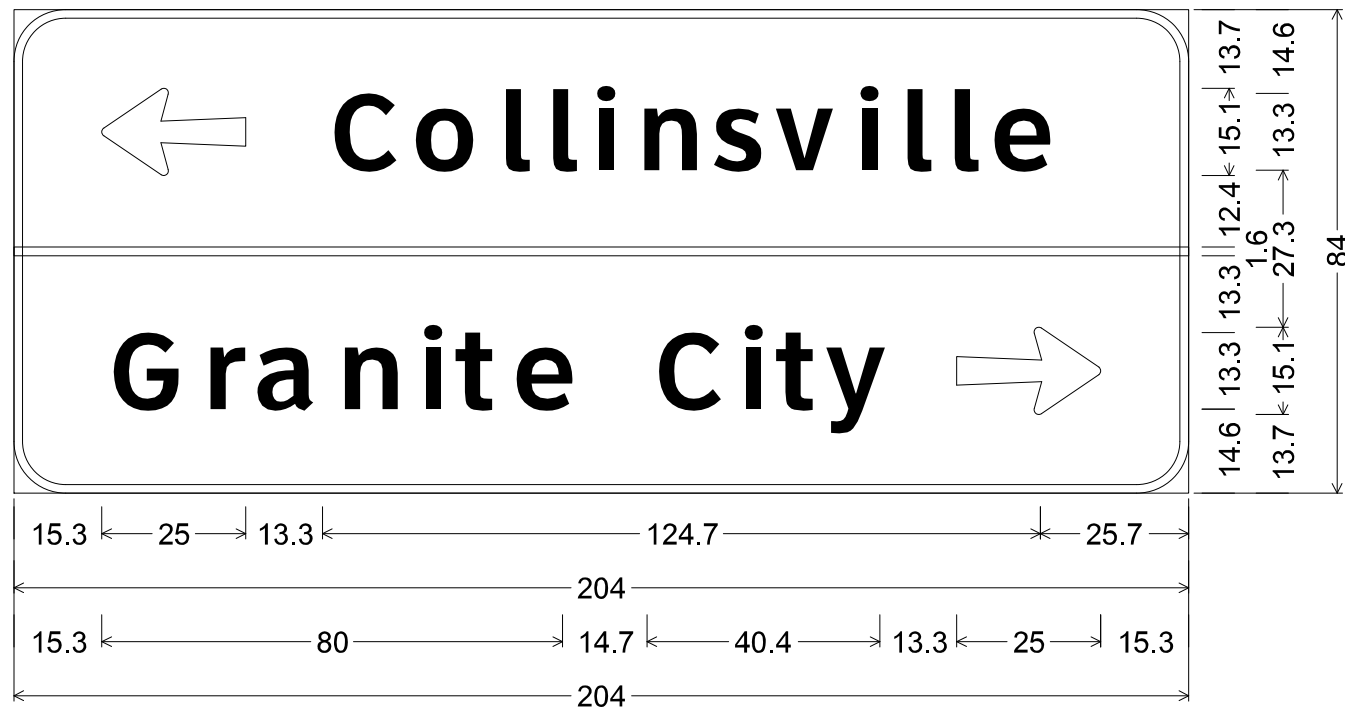 Collinsville
Granite City
13.7 15.1 12.4 13.3 13.3 14.6
1.6
14.6 13.3 27.3 15.1 13.7
84
15.3 25 13.3 124.7 25.7
204
15.3 80 14.7 40.4 13.3 25 15.3
204